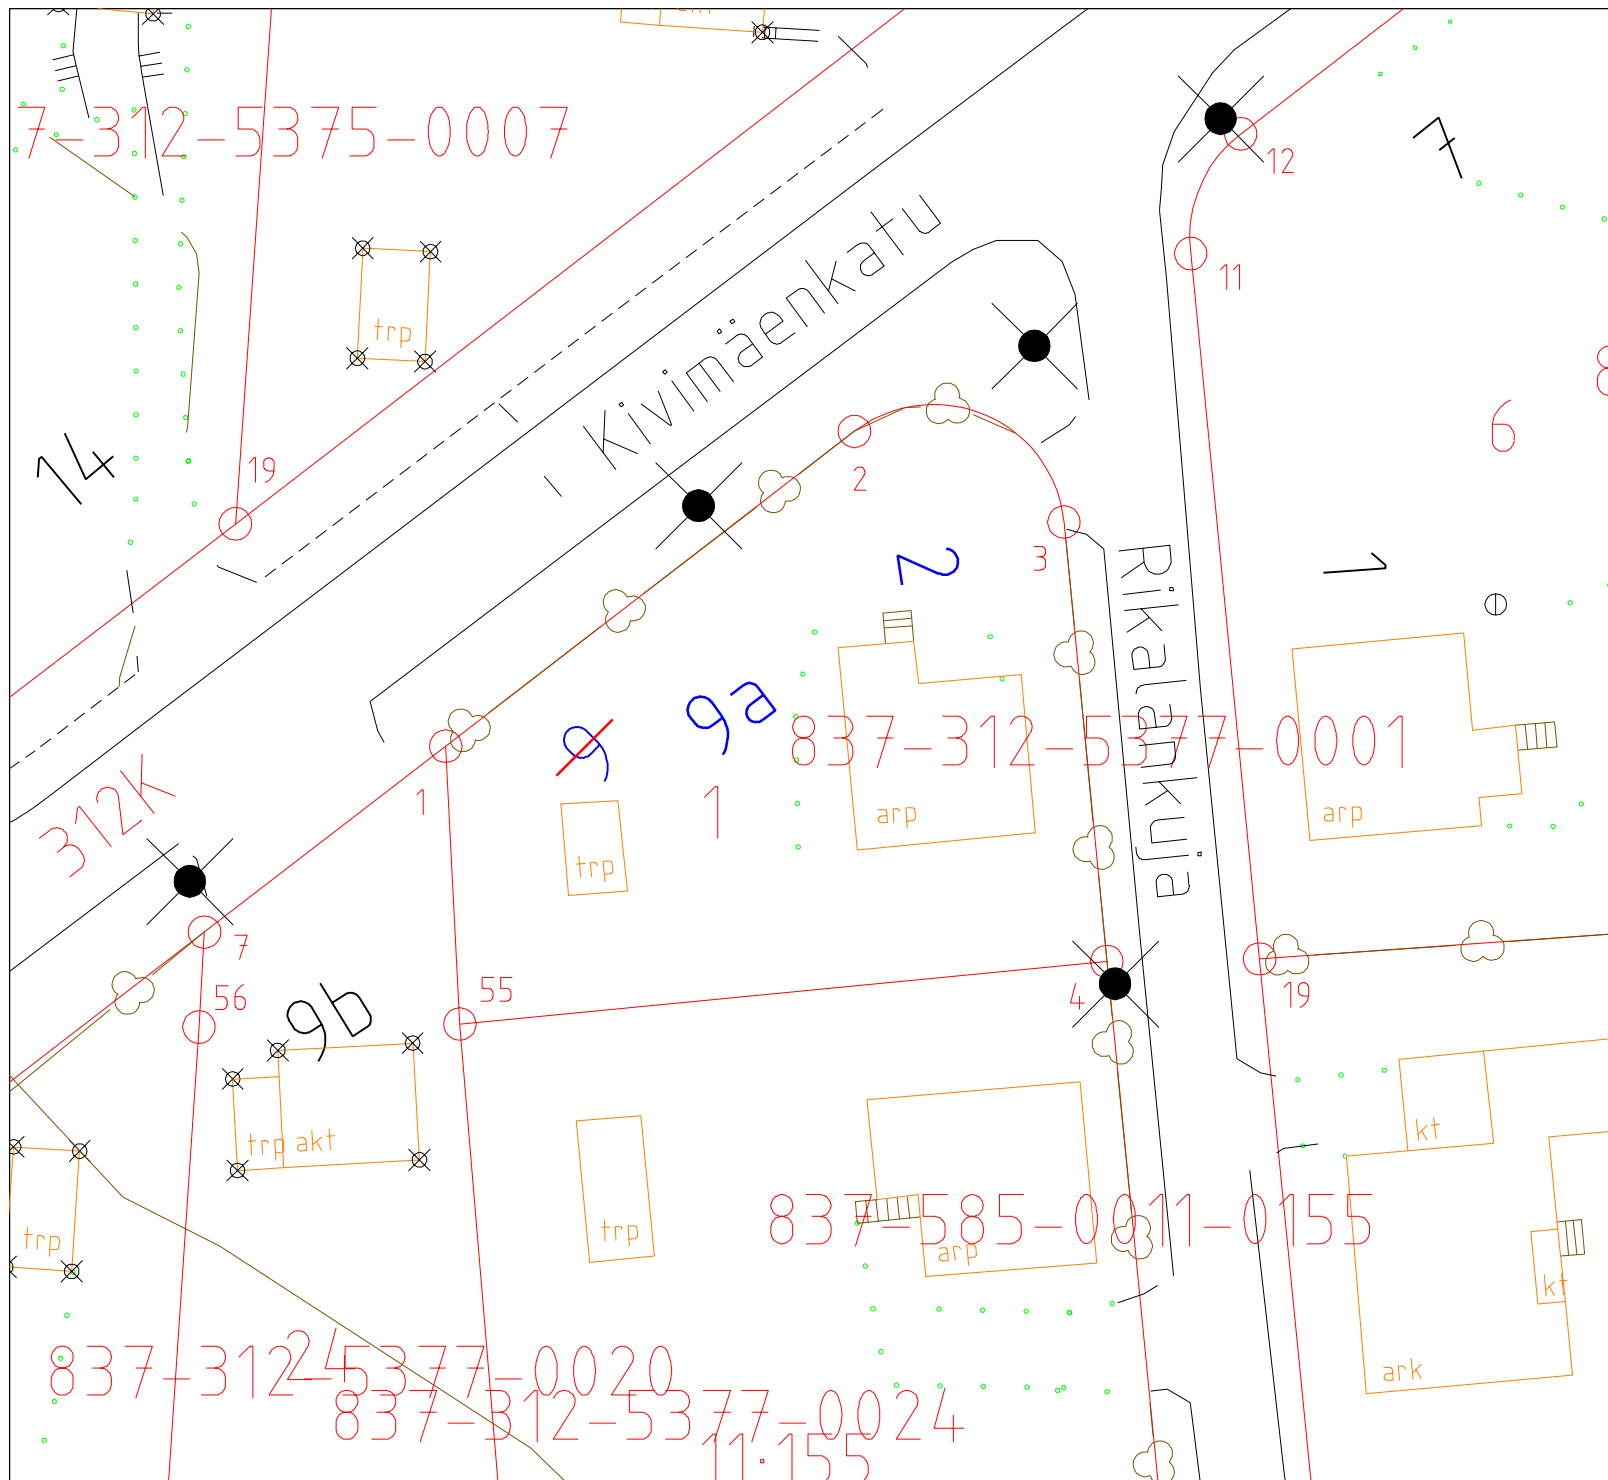 7-312-5375-0007
12
7
11
trp
Kivimäenkatu
6
14
19
2
3
2
1
Rikalankuja
9a
9
837-312-5377-0001
312K
1
1
arp
arp
trp
7
55
56
9b
4
19
trp akt
kt
trp
trp
837-585-0011-0155
arp
kt
24
837-312-5377-0020
ark
837-312-5377-0024
11·155